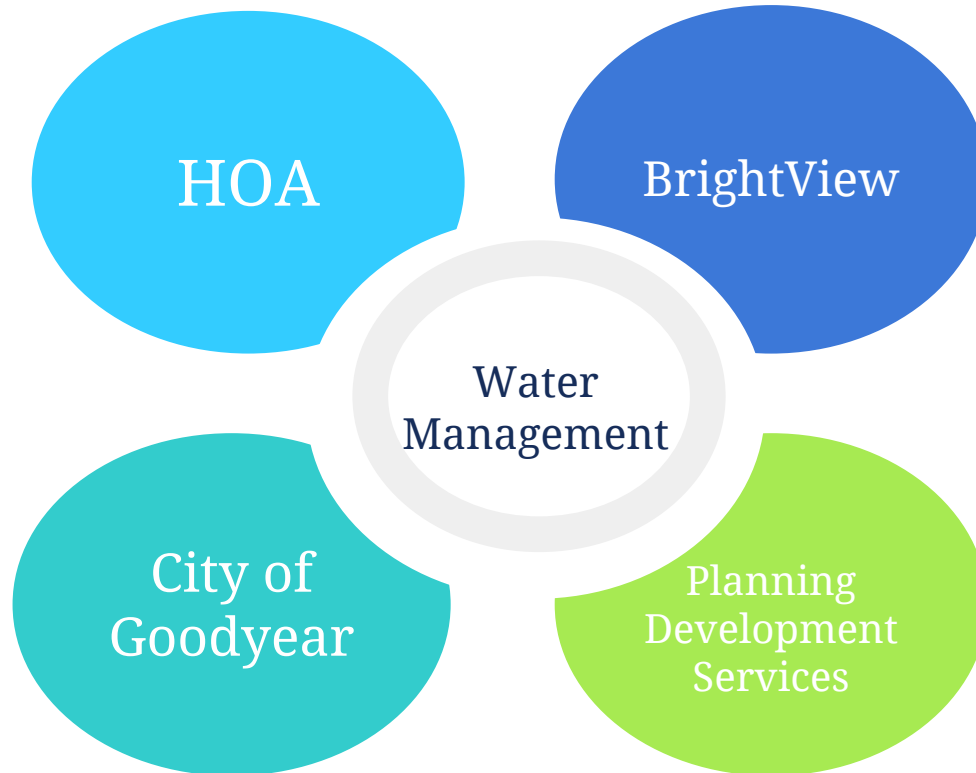 HOA
BrightView
Water
Management
City of
Goodyear
Planning
Development
Services